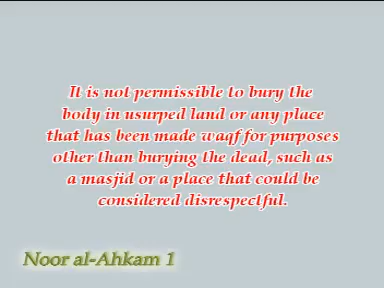 It is not permissible to bury the
body in usurped land or any place
that has been made waqf for purposes
other than burying the dead, such as
a masjid or a place that could be
considered disrespectful.
Noor al-Ahkam 1